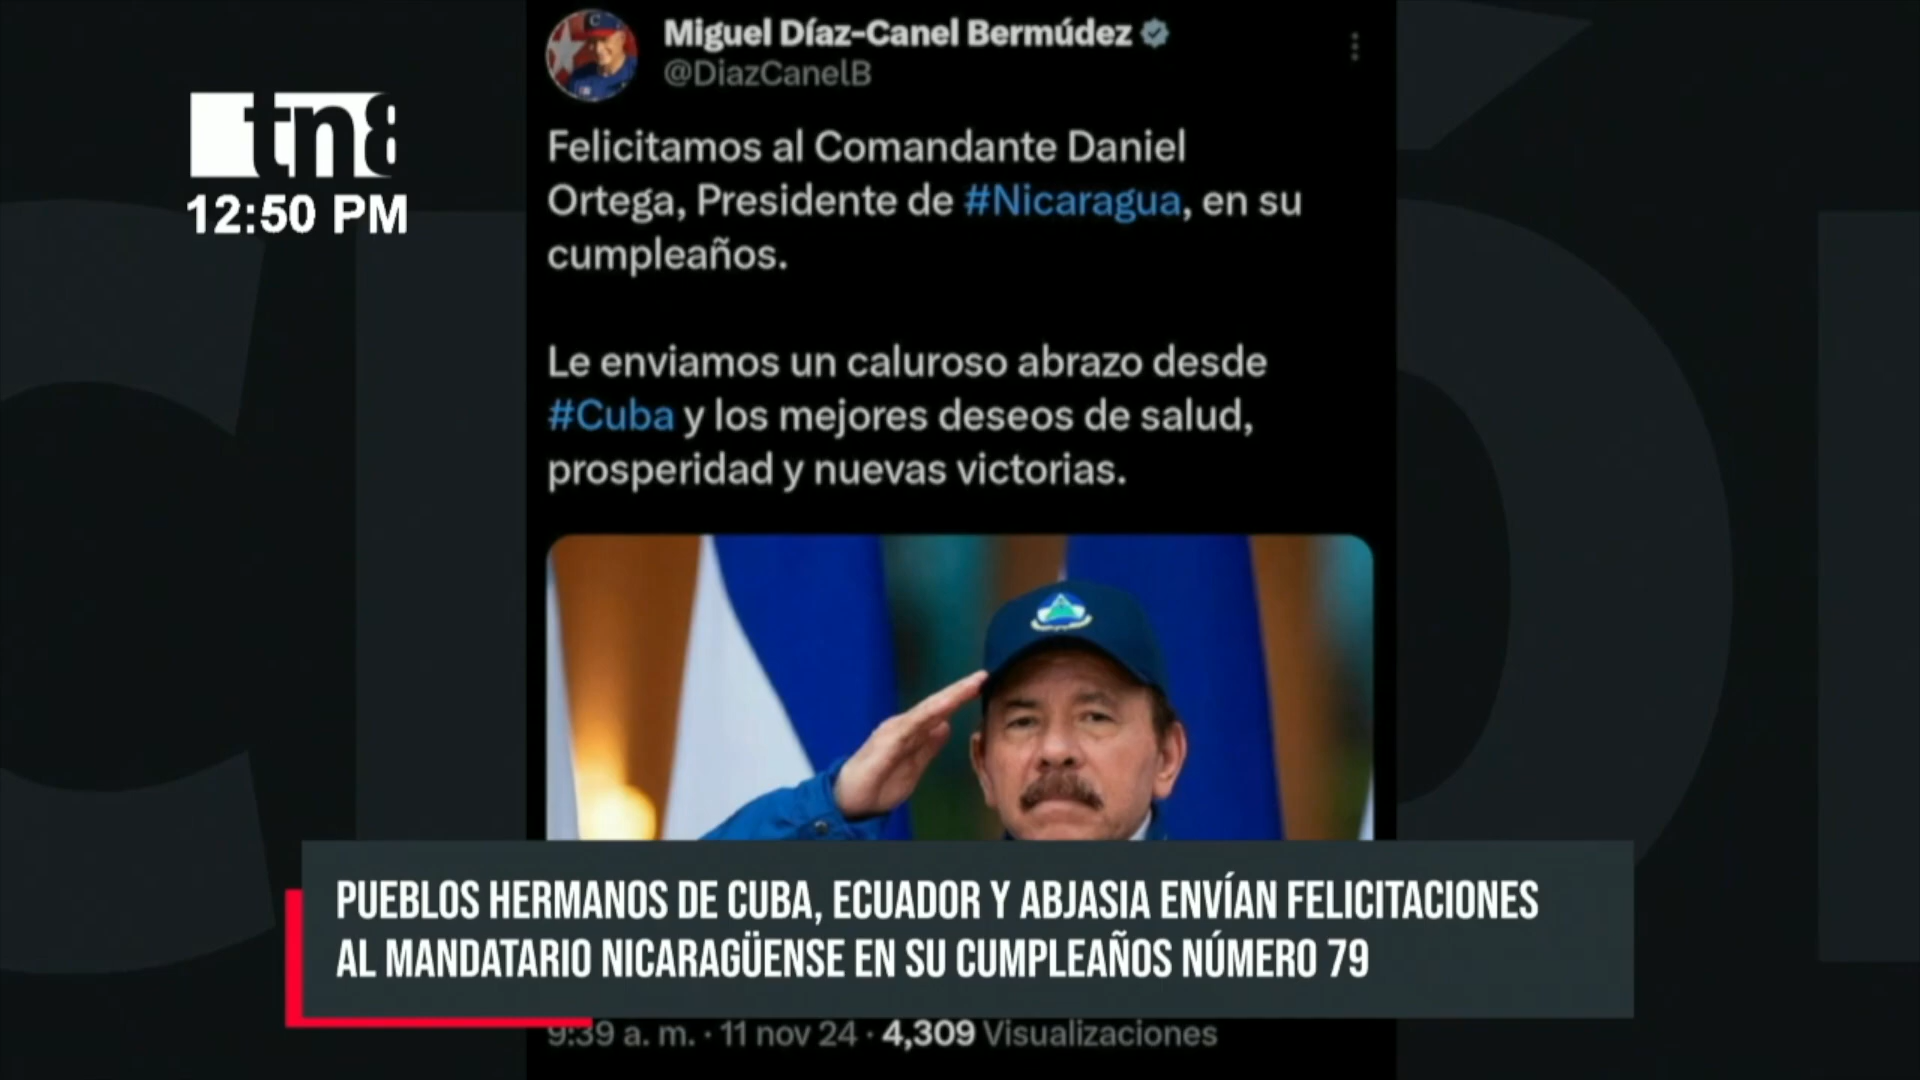 tn8
12:50 PM
Miguel Díaz-Canel Bermúdez
@DiazCanelB
Felicitamos al Comandante Daniel
Ortega, Presidente de #Nicaragua, en su
cumpleaños.
Le enviamos un caluroso abrazo desde
#Cuba y los mejores deseos de salud,
prosperidad y nuevas victorias.
PUEBLOS HERMANOS DE CUBA, ECUADOR Y ABJASIA ENVÍAN FELICITACIONES
AL MANDATARIO NICARAGÜENSE EN SU CUMPLEAÑOS NÚMERO 79
9:39 a. m. · 11 nov 24 · 4,309 Visualizaciones